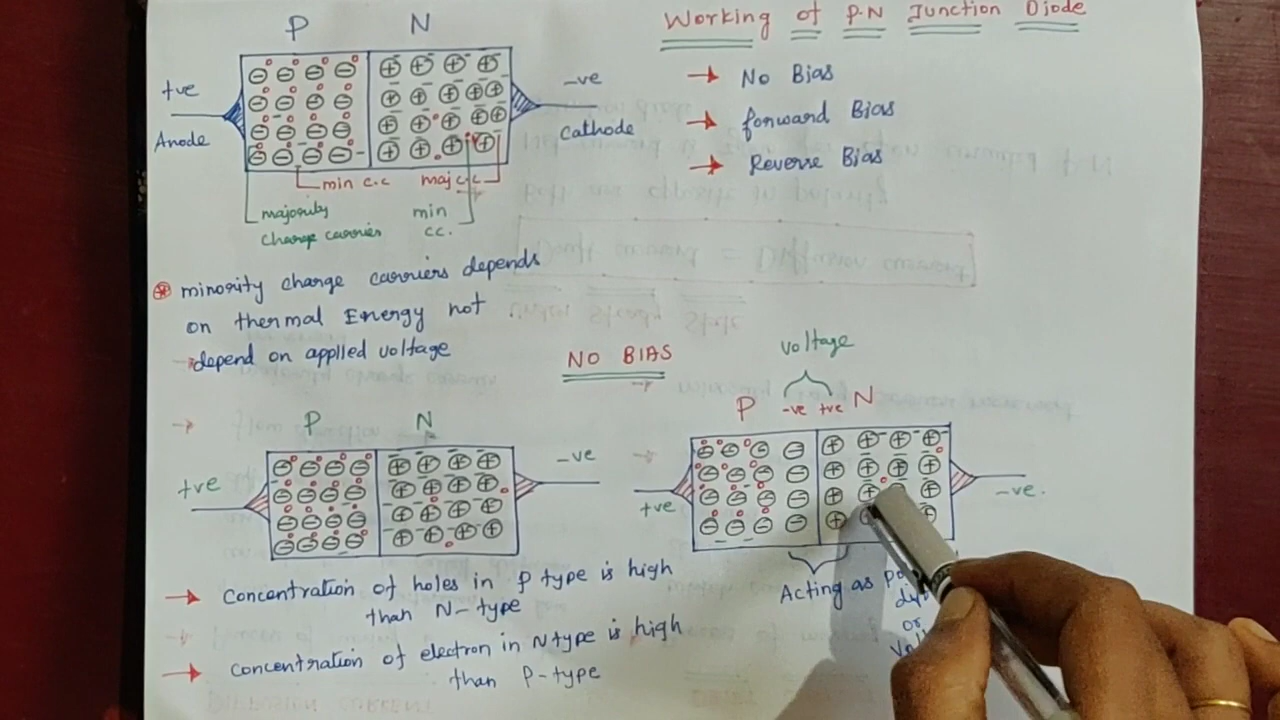 Working of P-N Junction Diode
→ No Bias
→ forward Bias
→ Reverse Bias
P N
+ve
Anode
-ve
Cathode
min c.c maj c.c
majority
charge carries
min
cc.
minority charge carriers depends
on thermal Energy not
depend on applled voltage
NO BIAS
P N
+ve
-ve
voltage
P -ve +ve N
+ve
-ve.
Acting as
or
→ Concentration of holes in P type is high
than N-type
→ concentration of electron in N type is high
than P-type